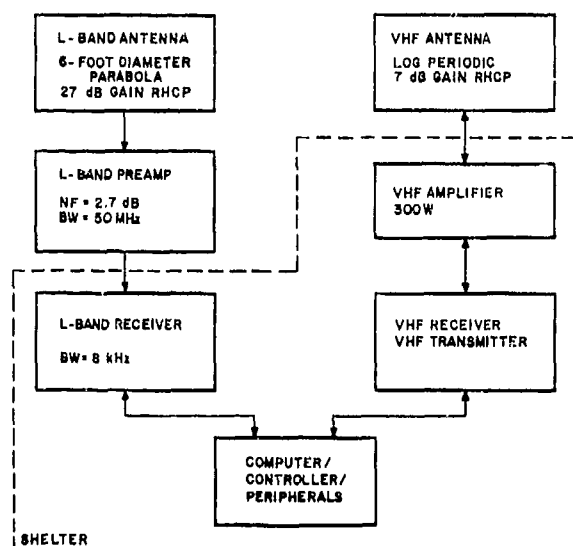 L-BAND ANTENNA
6-FOOT DIAMETER
PARABOLA
27 dB GAIN RHCP
VHF ANTENNA
LOG PERIODIC
7 dB GAIN RHCP
L-BAND PREAMP
NF = 2.7 dB
BW = 50 MHz
VHF AMPLIFIER
300W
L-BAND RECEIVER
BW = 8 kHz
VHF RECEIVER
VHF TRANSMITTER
COMPUTER/
CONTROLLER/
PERIPHERALS
SHELTER